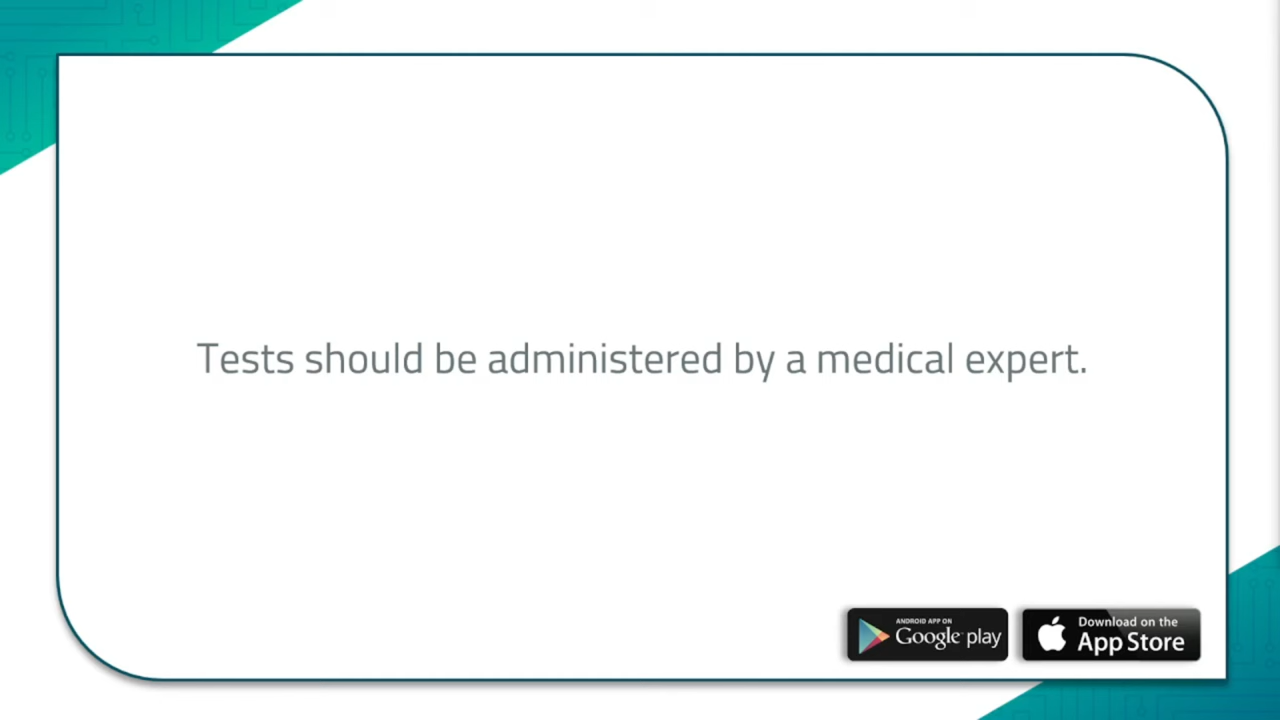 Tests should be administered by a medical expert.
ANDROID APP ON
Google play
Download on the
App Store